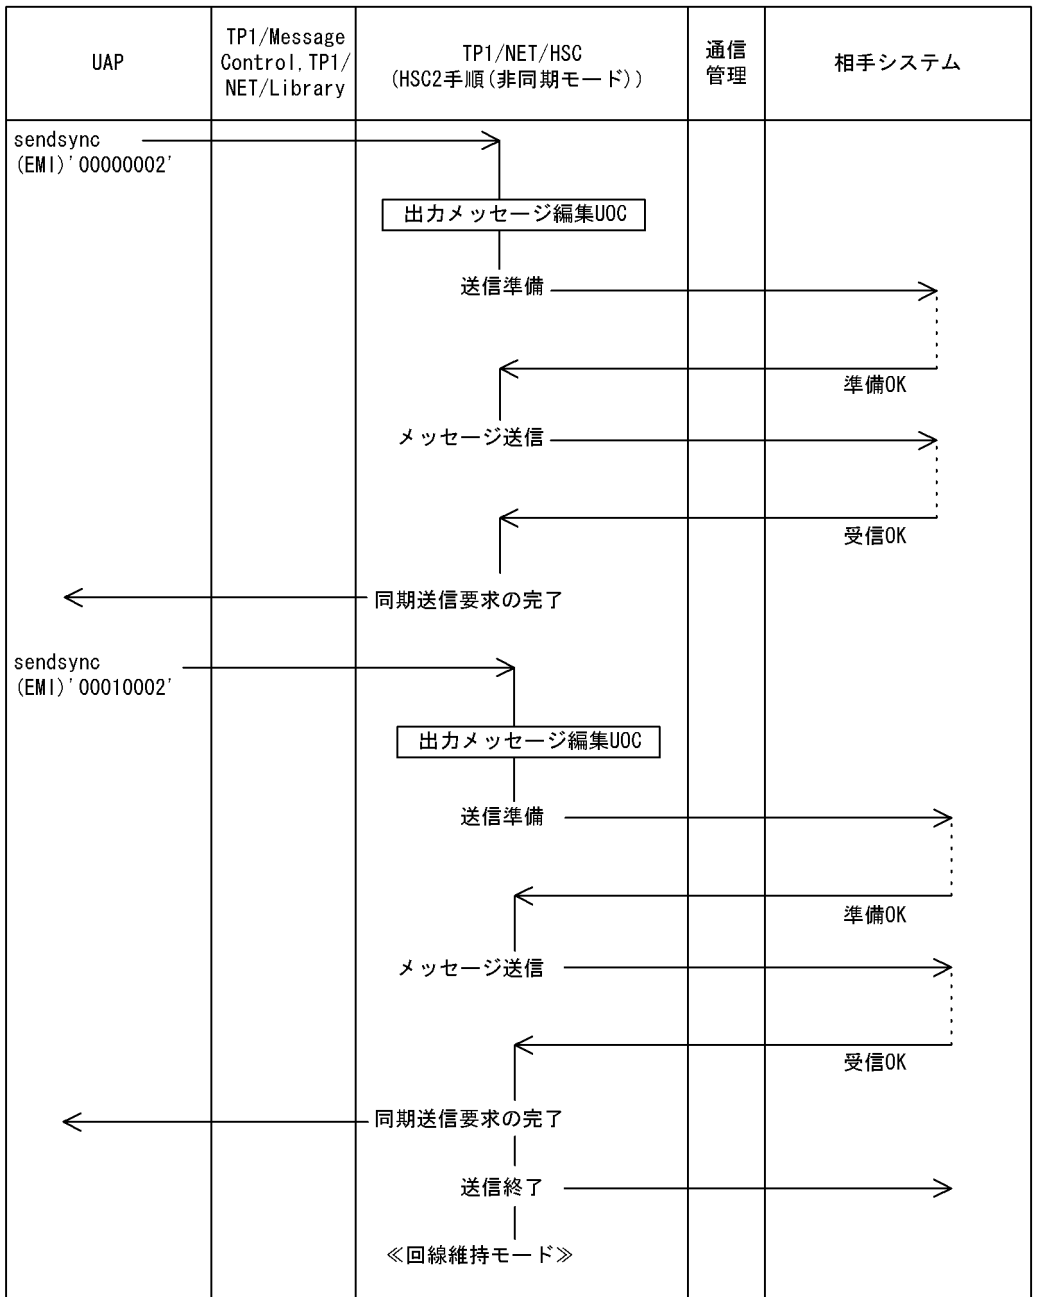 UAP
TP1/Message
Control,TP1/
NET/Library
TP1/NET/HSC
(HSC2手順(非同期モード))
通信
管理
相手システム
sendsync
(EMI)'00000002'
出力メッセージ編集UOC
送信準備
準備OK
メッセージ送信
受信OK
同期送信要求の完了
sendsync
(EMI)'00010002'
出力メッセージ編集UOC
送信準備
準備OK
メッセージ送信
受信OK
同期送信要求の完了
送信終了
≪回線維持モード≫